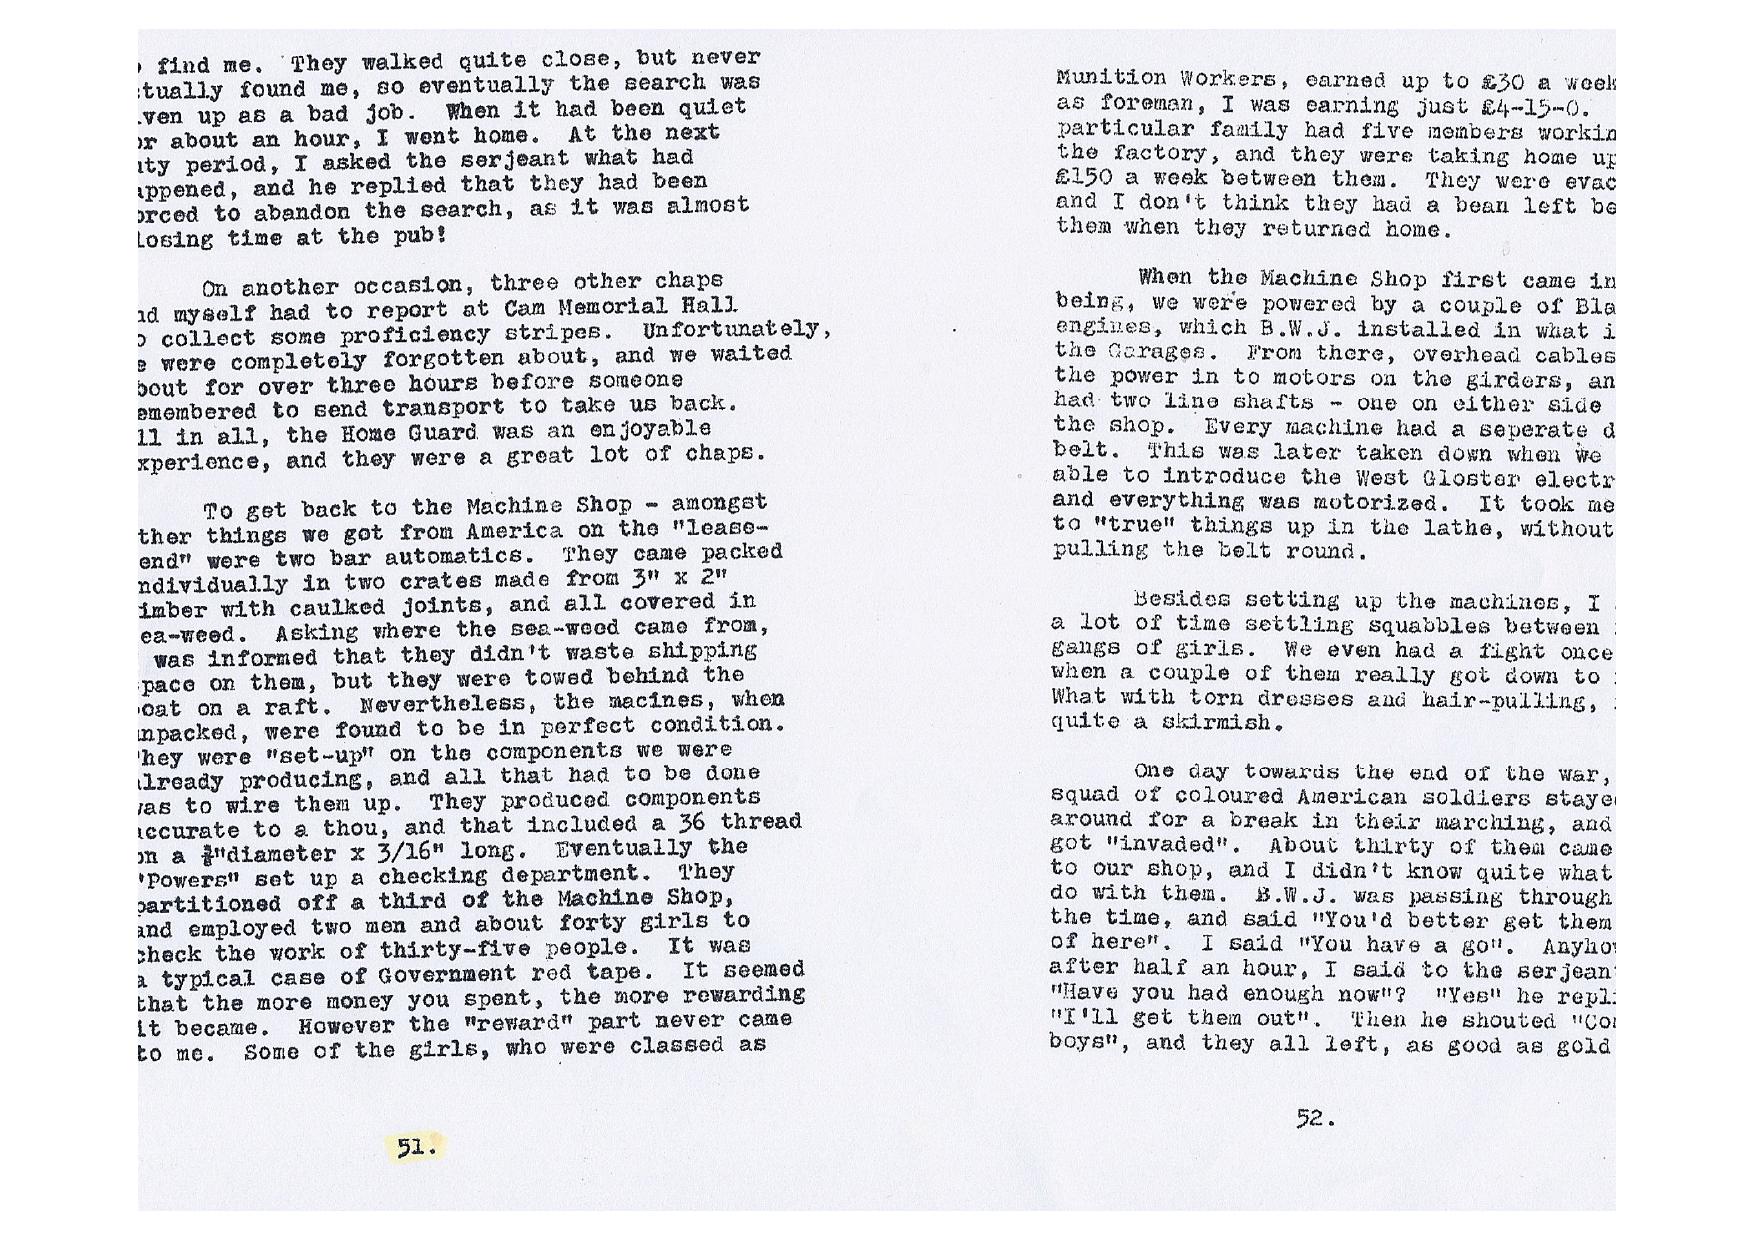 find me. They walked quite close, but never
tually found me, so eventually the search was
ven up as a bad job. When it had been quiet
or about an hour, I went home. At the next
uty period, I asked the serjeant what had
appened, and he replied that they had been
orced to abandon the search, as it was almost
losing time at the pub!
On another occasion, three other chaps
nd myself had to report at Cam Memorial Hall
o collect some proficiency stripes. Unfortunately,
e were completely forgotten about, and we waited
bout for over three hours before someone
emembered to send transport to take us back.
ll in all, the Home Guard was an enjoyable
xperience, and they were a great lot of chaps.
To get back to the Machine Shop - amongst
ther things we got from America on the "lease-
end" were two bar automatics. They came packed
ndividually in two crates made from 3" x 2"
imber with caulked joints, and all covered in
ea-weed. Asking where the sea-weed came from,
was informed that they didn't waste shipping
pace on them, but they were towed behind the
oat on a raft. Nevertheless, the macines, when
npacked, were found to be in perfect condition.
hey were "set-up" on the components we were
already producing, and all that had to be done
was to wire them up. They produced components
accurate to a thou, and that included a 36 thread
on a ¾"diameter x 3/16" long. Eventually the
"Powers" set up a checking department. They
partitioned off a third of the Machine Shop,
and employed two men and about forty girls to
check the work of thirty-five people. It was
a typical case of Government red tape. It seemed
that the more money you spent, the more rewarding
it became. However the "reward" part never came
to me. Some of the girls, who were classed as
51.
Munition Workers, earned up to £30 a week
as foreman, I was earning just £4-15-0.
particular family had five members workin
the factory, and they were taking home up
£150 a week between them. They were evac
and I don't think they had a bean left be
them when they returned home.
When the Machine Shop first came in
being, we were powered by a couple of Bla
engines, which B.W.J. installed in what i
the Garages. From there, overhead cables
the power in to motors on the girders, an
had two line shafts - one on either side
the shop. Every machine had a seperate d
belt. This was later taken down when we
able to introduce the West Gloster electr
and everything was motorized. It took me
to "true" things up in the lathe, without
pulling the belt round.
Besides setting up the machines, I
a lot of time settling squabbles between
gangs of girls. We even had a fight once
when a couple of them really got down to
What with torn dresses and hair-pulling,
quite a skirmish.
One day towards the end of the war,
squad of coloured American soldiers staye
around for a break in their marching, and
got "invaded". About thirty of them came
to our shop, and I didn't know quite what
do with them. B.W.J. was passing through
the time, and said "You'd better get them
of here". I said "You have a go". Anyho
after half an hour, I said to the serjean
"Have you had enough now"? "Yes" he repl
"I'll get them out". Then he shouted "Co
boys", and they all left, as good as gold
52.